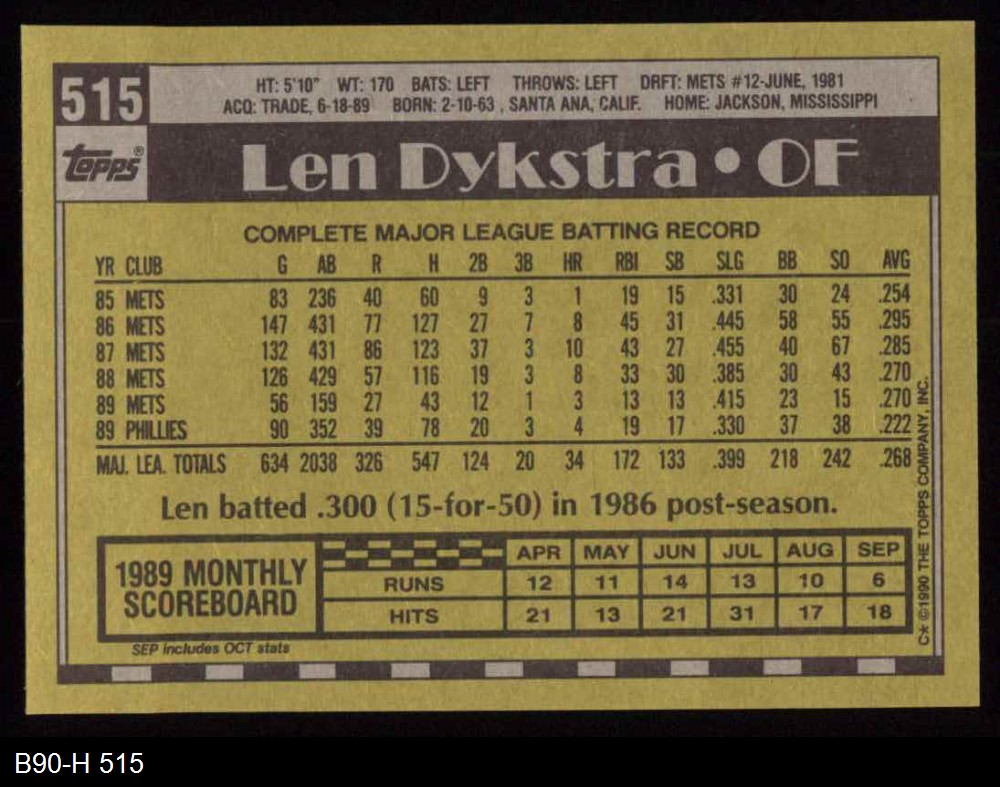 515
HT: 5'10" WT: 170 BATS: LEFT THROWS: LEFT DRFT: METS #12-JUNE, 1981
ACQ: TRADE, 6-18-89 BORN: 2-10-63 , SANTA ANA, CALIF. HOME: JACKSON, MISSISSIPPI
Topps®
Len Dykstra • OF
COMPLETE MAJOR LEAGUE BATTING RECORD
YR CLUB G AB R H 2B 3B HR RBI SB SLG BB SO AVG
85 METS 83 236 40 60 9 3 1 19 15 .331 30 24 .254
86 METS 147 431 77 127 27 7 8 45 31 .445 58 55 .295
87 METS 132 431 86 123 37 3 10 43 27 .455 40 67 .285
88 METS 126 429 57 116 19 3 8 33 30 .385 30 43 .270
89 METS 56 159 27 43 12 1 3 13 13 .415 23 15 .270
89 PHILLIES 90 352 39 78 20 3 4 19 17 .330 37 38 .222
MAJ. LEA. TOTALS 634 2038 326 547 124 20 34 172 133 .399 218 242 .268
Len batted .300 (15-for-50) in 1986 post-season.
1989 MONTHLY
SCOREBOARD
APR MAY JUN JUL AUG SEP
RUNS 12 11 14 13 10 6
HITS 21 13 21 31 17 18
SEP includes OCT stats
C* ©1990 THE TOPPS COMPANY, INC.
B90-H 515